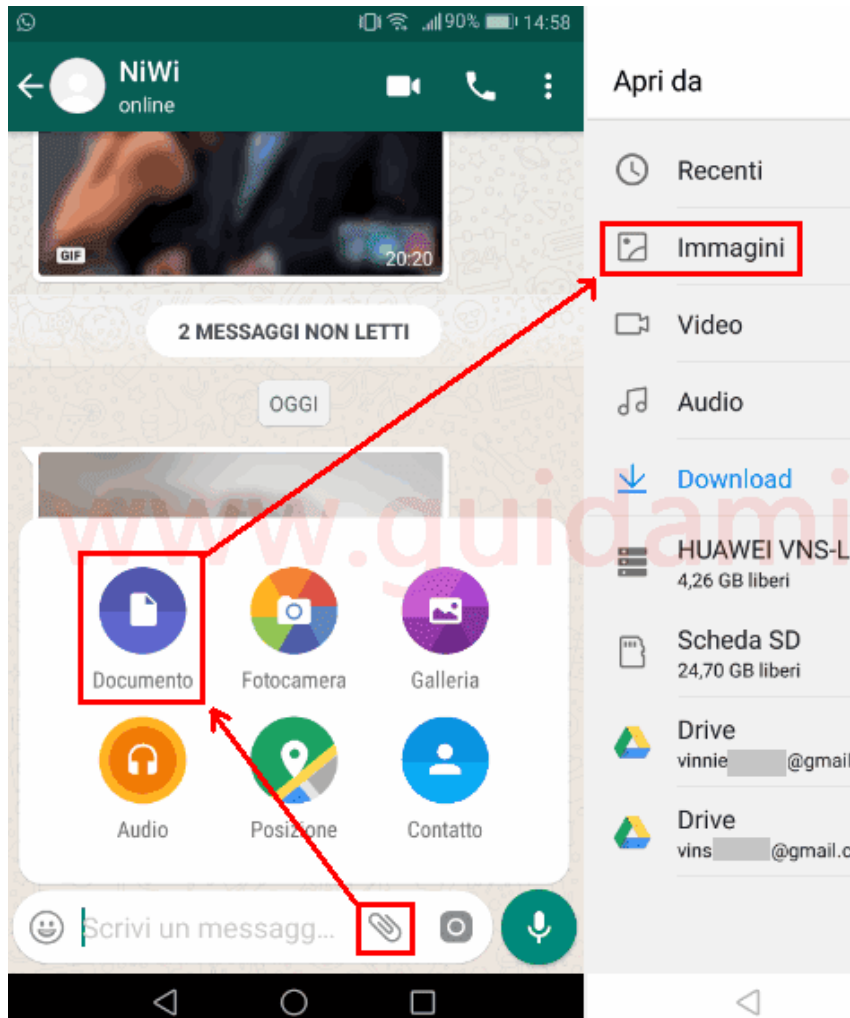 90% 14:58
NiWi
online
GIF
20:20
2 MESSAGGI NON LETTI
OGGI
Documento
Fotocamera
Galleria
Audio
Posizione
Contatto
Scrivi un messagg...
Apri da
Recenti
Immagini
Video
Audio
Download
HUAWEI VNS-L
4,26 GB liberi
Scheda SD
24,70 GB liberi
Drive
vinnie @gmail
Drive
vins @gmail.c
www.guidami